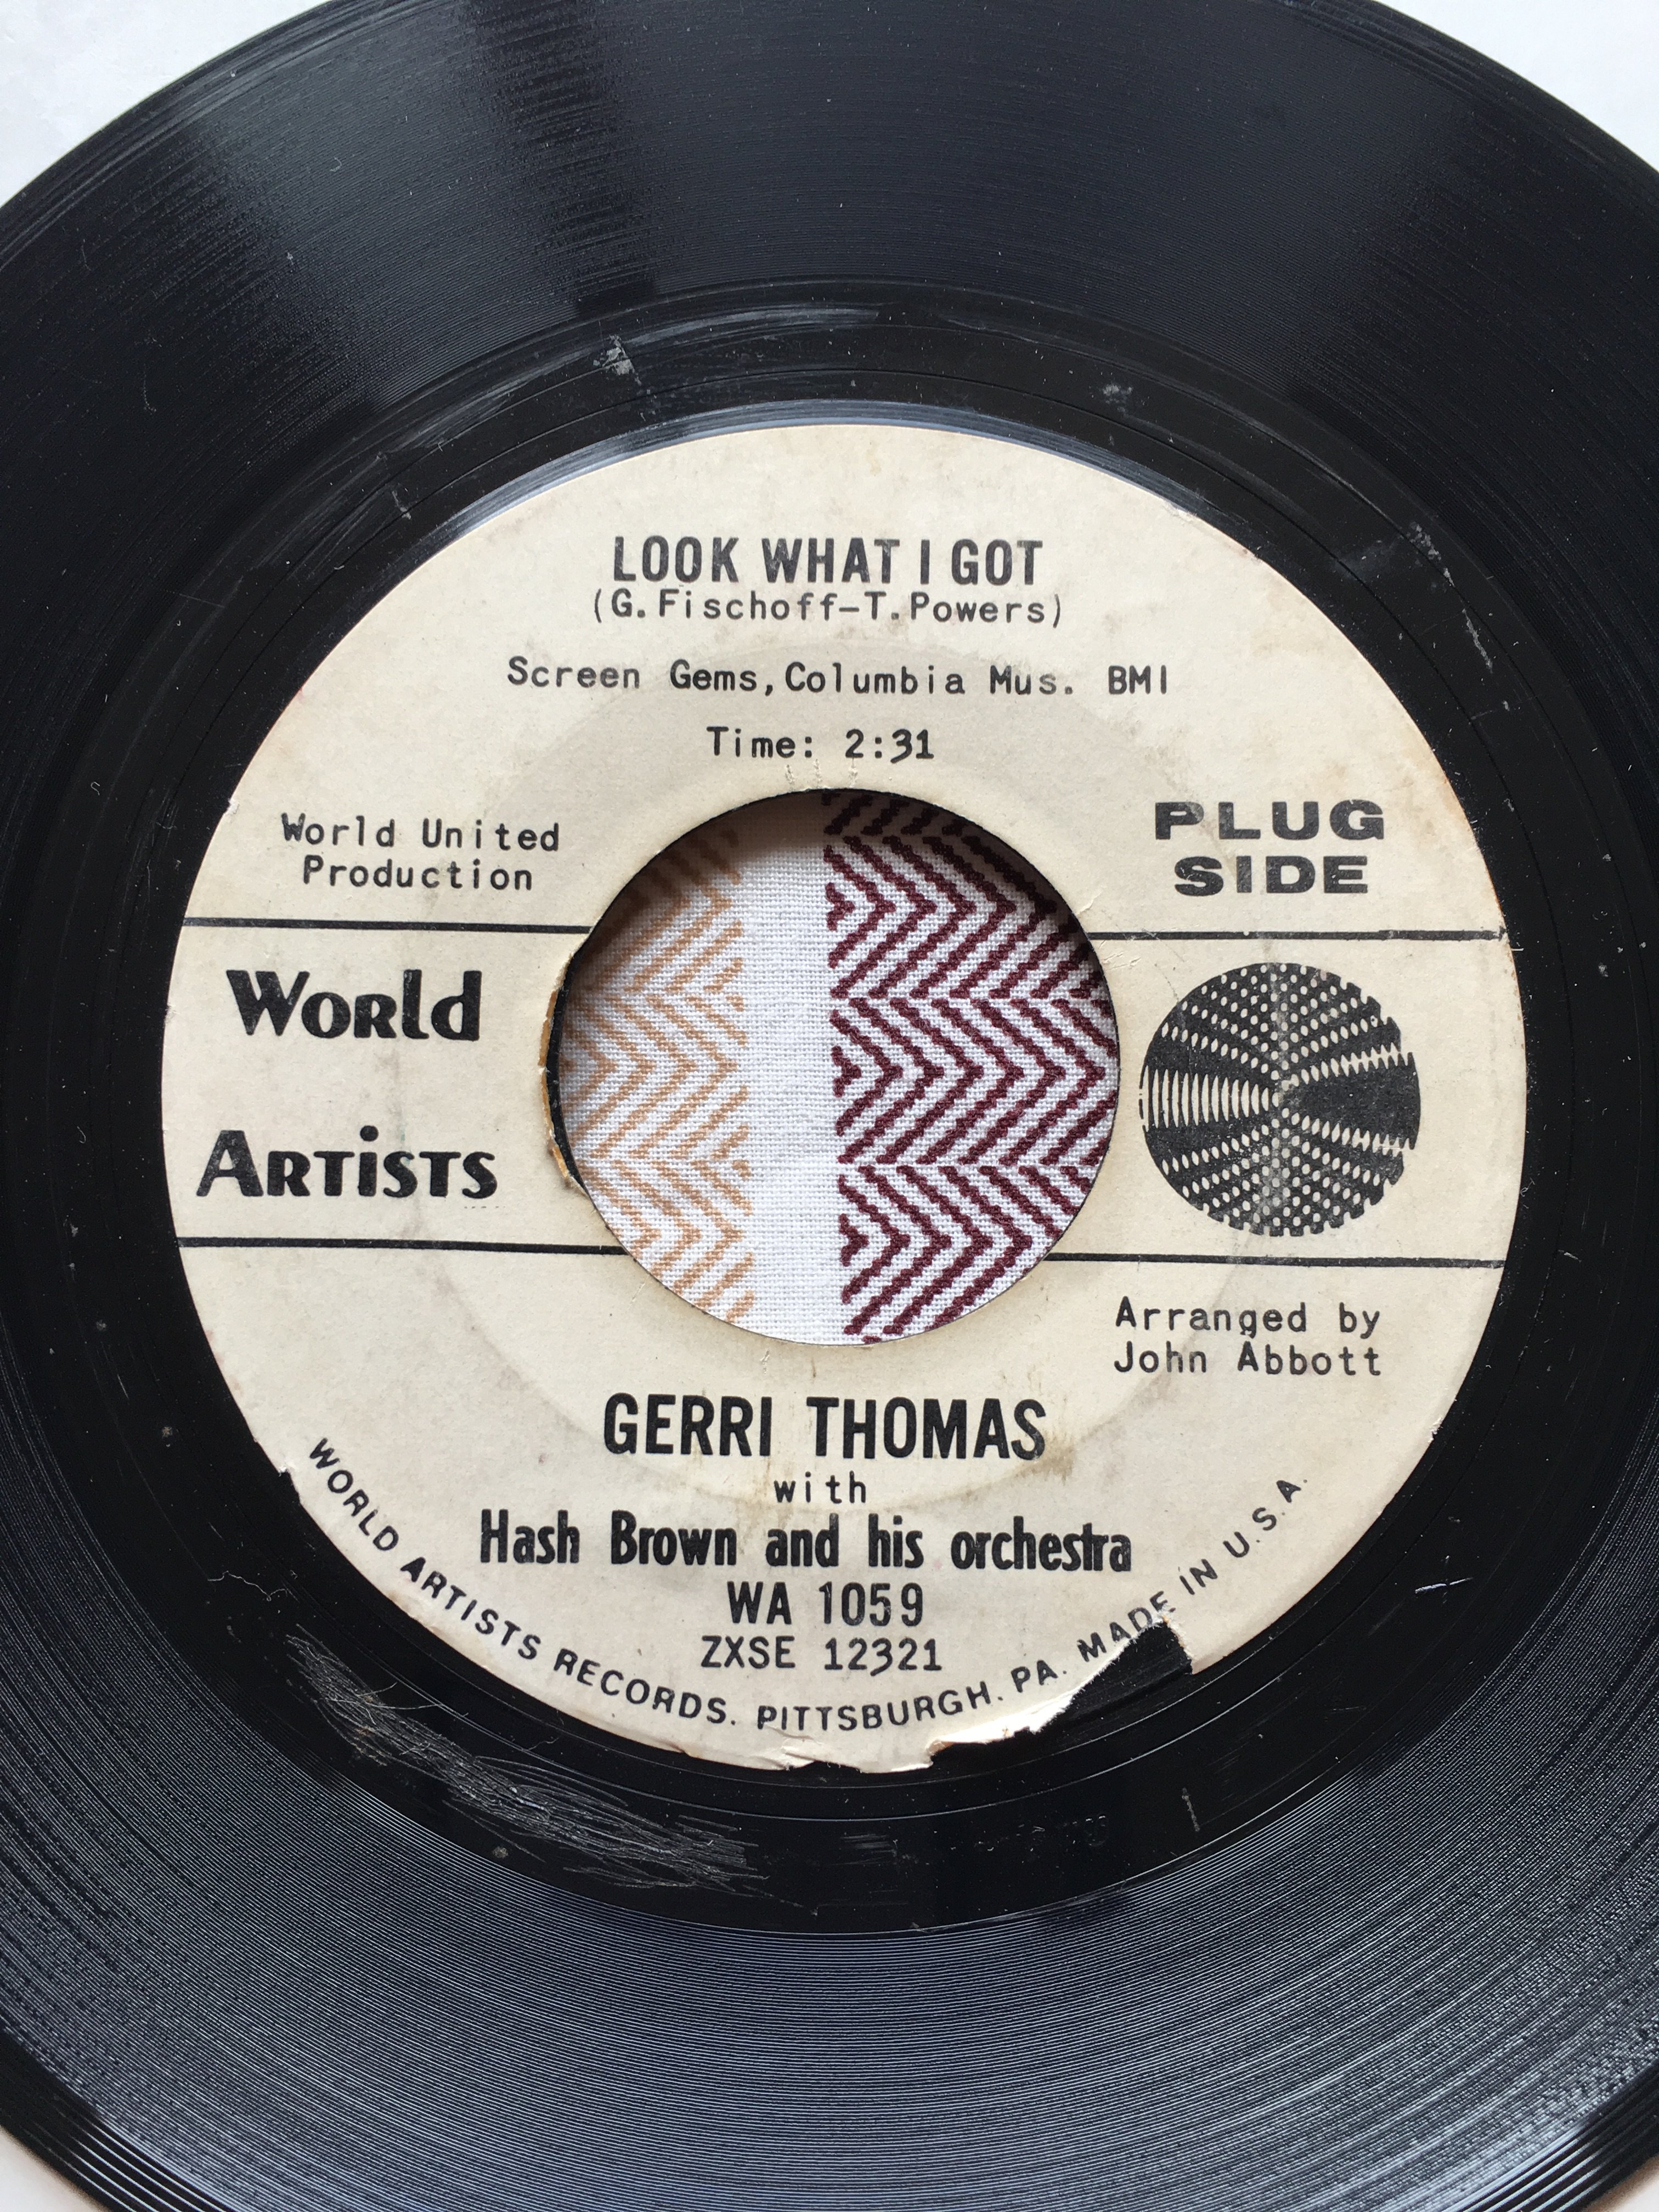 LOOK WHAT I GOT
(G. Fischoff-T. Powers)
Screen Gems, Columbia Mus. BMI
Time: 2:31
World United
Production
PLUG
SIDE
World
Artists
Arranged by
John Abbott
GERRI THOMAS
with
Hash Brown and his orchestra
WA 1059
ZXSE 12321
WORLD ARTISTS RECORDS. PITTSBURGH. PA. MADE IN U.S.A.